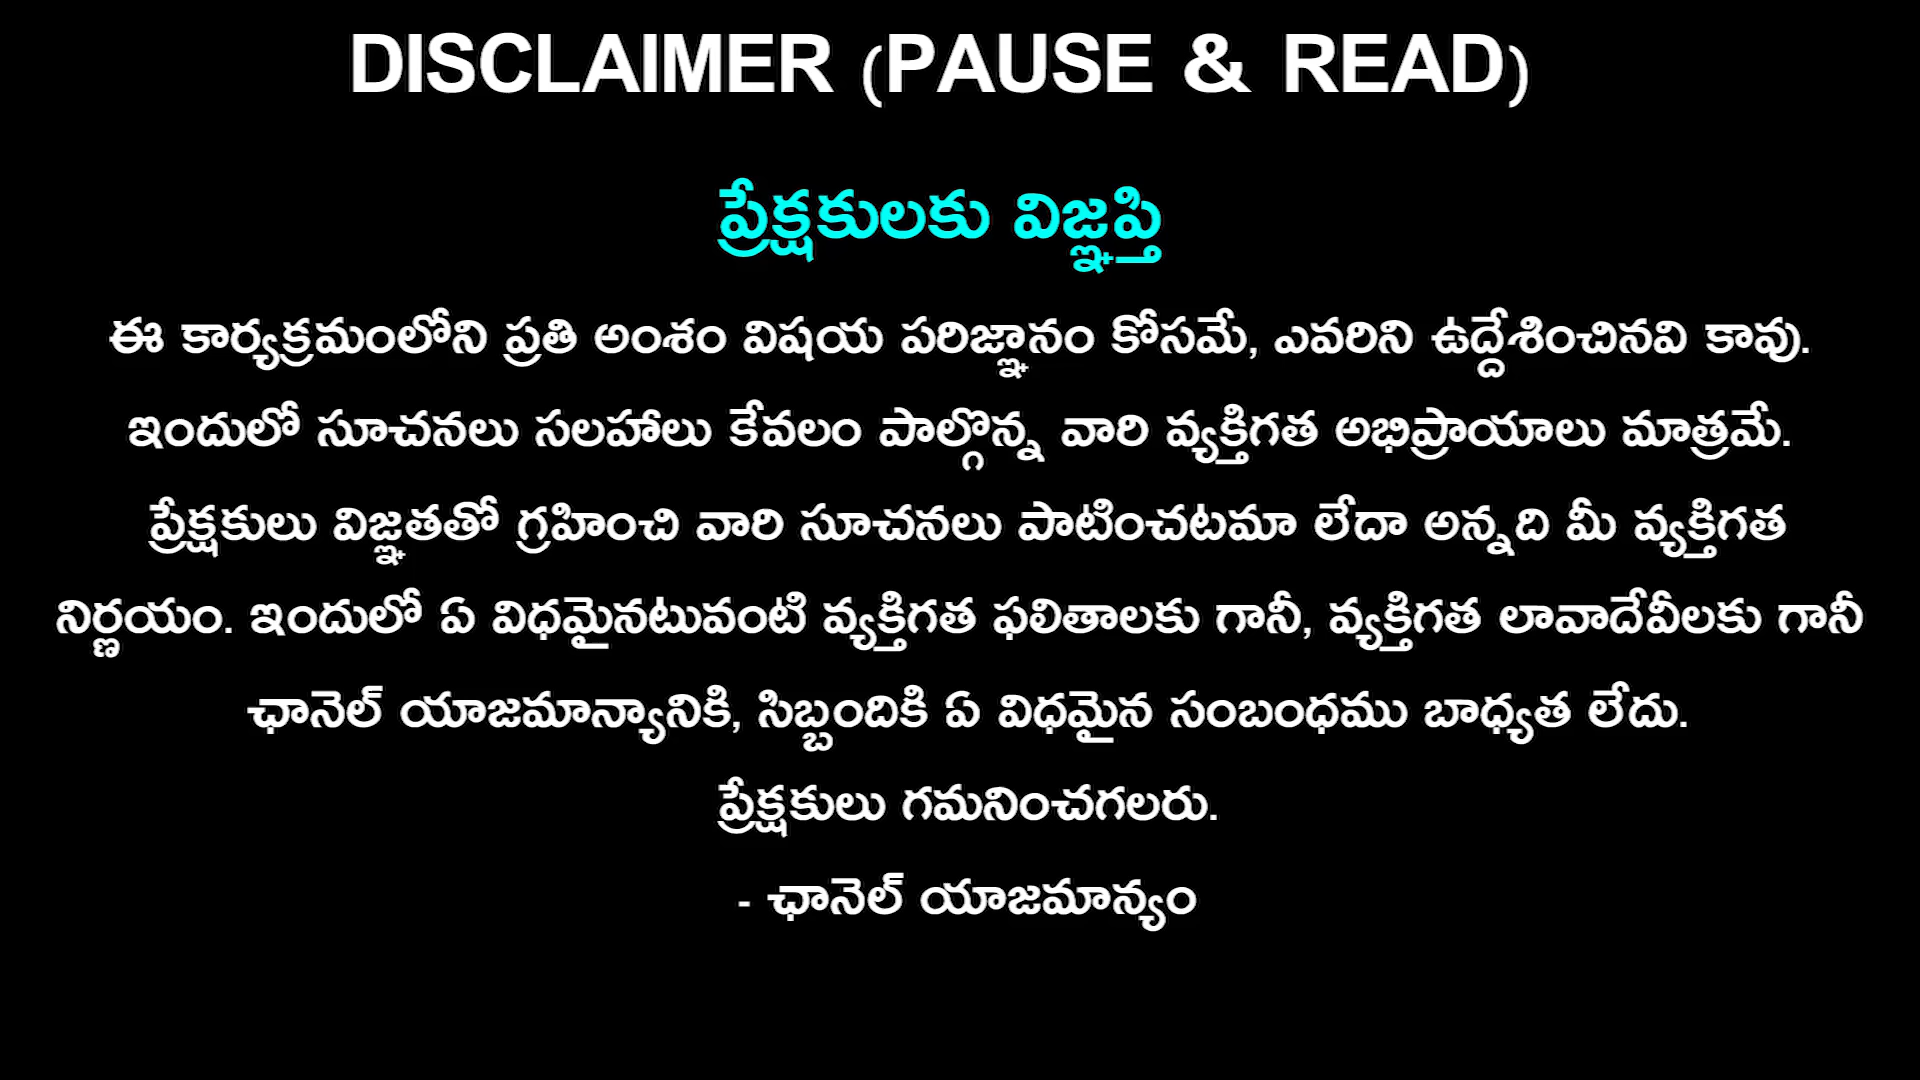 DISCLAIMER (PAUSE & READ)
ప్రేక్షకులకు విజ్ఞప్తి
ఈ కార్యక్రమంలోని ప్రతి అంశం విషయ పరిజ్ఞానం కోసమే, ఎవరిని ఉద్దేశించినవి కావు.
ఇందులో సూచనలు సలహాలు కేవలం పాల్గొన్న వారి వ్యక్తిగత అభిప్రాయాలు మాత్రమే.
ప్రేక్షకులు విజ్ఞతతో గ్రహించి వారి సూచనలు పాటించటమా లేదా అన్నది మీ వ్యక్తిగత
నిర్ణయం. ఇందులో ఏ విధమైనటువంటి వ్యక్తిగత ఫలితాలకు గానీ, వ్యక్తిగత లావాదేవీలకు గానీ
ఛానెల్ యాజమాన్యానికి, సిబ్బందికి ఏ విధమైన సంబంధము బాధ్యత లేదు.
ప్రేక్షకులు గమనించగలరు.
- ఛానెల్ యాజమాన్యం